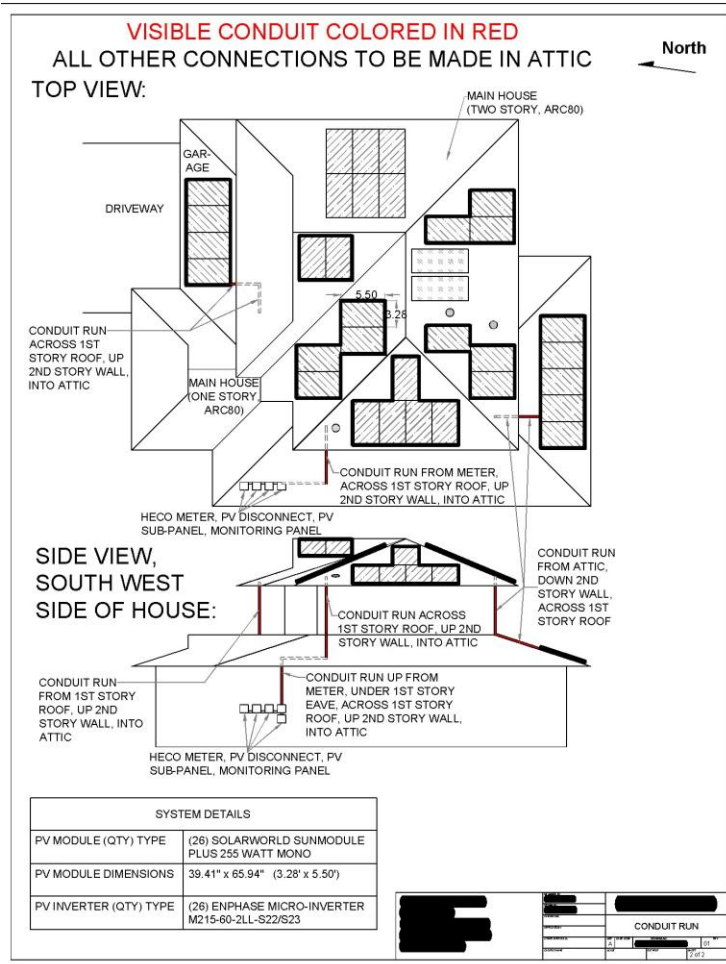 VISIBLE CONDUIT COLORED IN RED
ALL OTHER CONNECTIONS TO BE MADE IN ATTIC
North
TOP VIEW:
MAIN HOUSE
(TWO STORY, ARC80)
GAR-
AGE
DRIVEWAY
5.50
3.28
CONDUIT RUN
ACROSS 1ST
STORY ROOF, UP
2ND STORY WALL,
INTO ATTIC
MAIN HOUSE
(ONE STORY,
ARC80)
CONDUIT RUN FROM METER,
ACROSS 1ST STORY ROOF, UP
2ND STORY WALL, INTO ATTIC
HECO METER, PV DISCONNECT, PV
SUB-PANEL, MONITORING PANEL
SIDE VIEW,
SOUTH WEST
SIDE OF HOUSE:
CONDUIT RUN
FROM ATTIC,
DOWN 2ND
STORY WALL,
ACROSS 1ST
STORY ROOF
CONDUIT RUN ACROSS
1ST STORY ROOF, UP 2ND
STORY WALL, INTO ATTIC
CONDUIT RUN
FROM 1ST STORY
ROOF, UP 2ND
STORY WALL, INTO
ATTIC
CONDUIT RUN UP FROM
METER, UNDER 1ST STORY
EAVE, ACROSS 1ST STORY
ROOF, UP 2ND STORY WALL,
INTO ATTIC
HECO METER, PV DISCONNECT, PV
SUB-PANEL, MONITORING PANEL
SYSTEM DETAILS
PV MODULE (QTY) TYPE
(26) SOLARWORLD SUNMODULE
PLUS 255 WATT MONO
PV MODULE DIMENSIONS
39.41" x 65.94" (3.28' x 5.50')
PV INVERTER (QTY) TYPE
(26) ENPHASE MICRO-INVERTER
M215-60-2LL-S22/S23
CONDUIT RUN
A
01
2 of 2